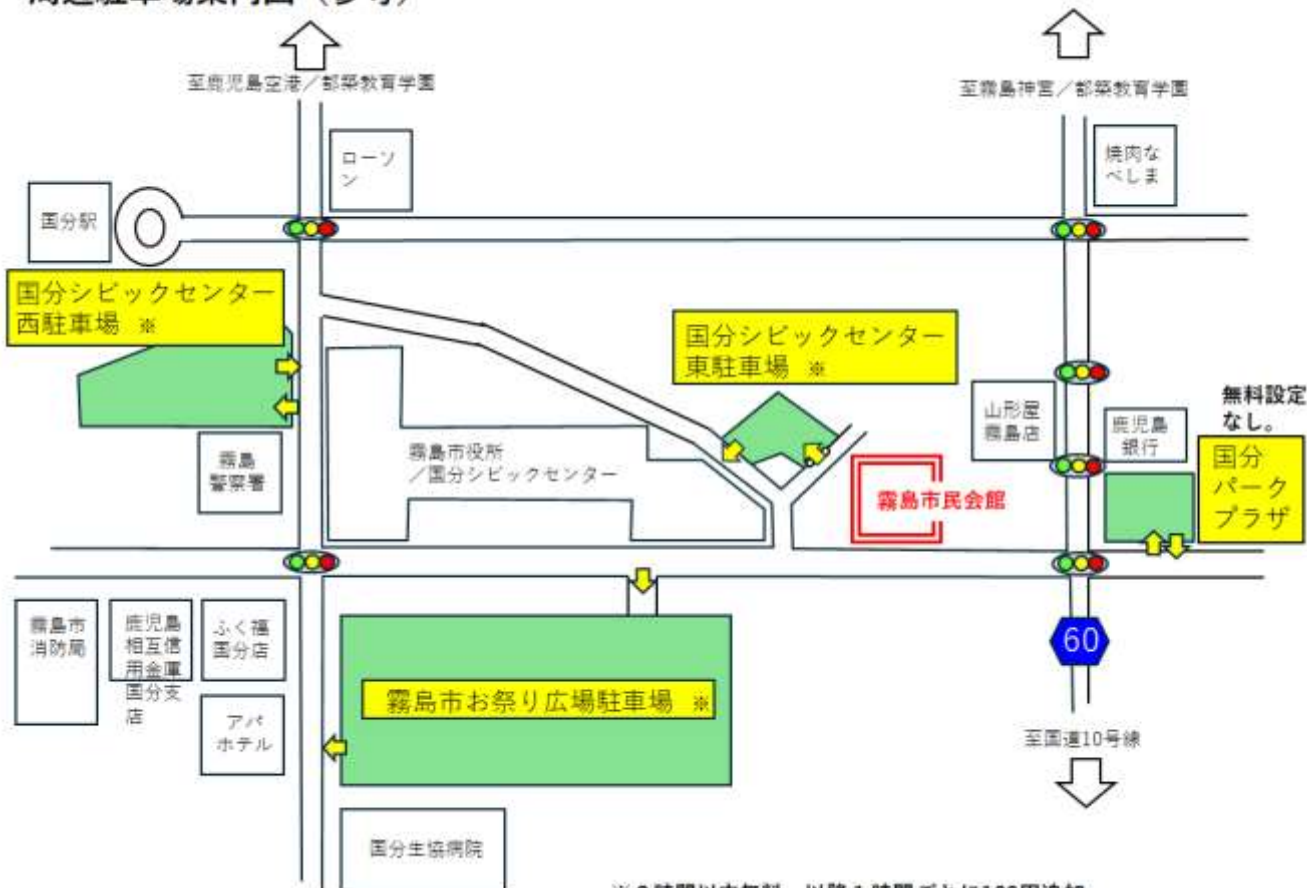 至鹿児島空港／都築教育学園
至霧島神宮／都築教育学園
ローソ
ン
焼肉な
べしま
国分駅
国分シビックセンター
西駐車場 ※
国分シビックセンター
東駐車場 ※
山形屋
霧島店
鹿児島
銀行
無料設定
なし。
国分
パーク
プラザ
霧島
警察署
霧島市役所
／国分シビックセンター
霧島市民会館
霧島市
消防局
鹿児島
相互信
用金庫
国分支
店
ふく福
国分店
アパ
ホテル
霧島市お祭り広場駐車場 ※
60
至国道10号線
国分生協病院